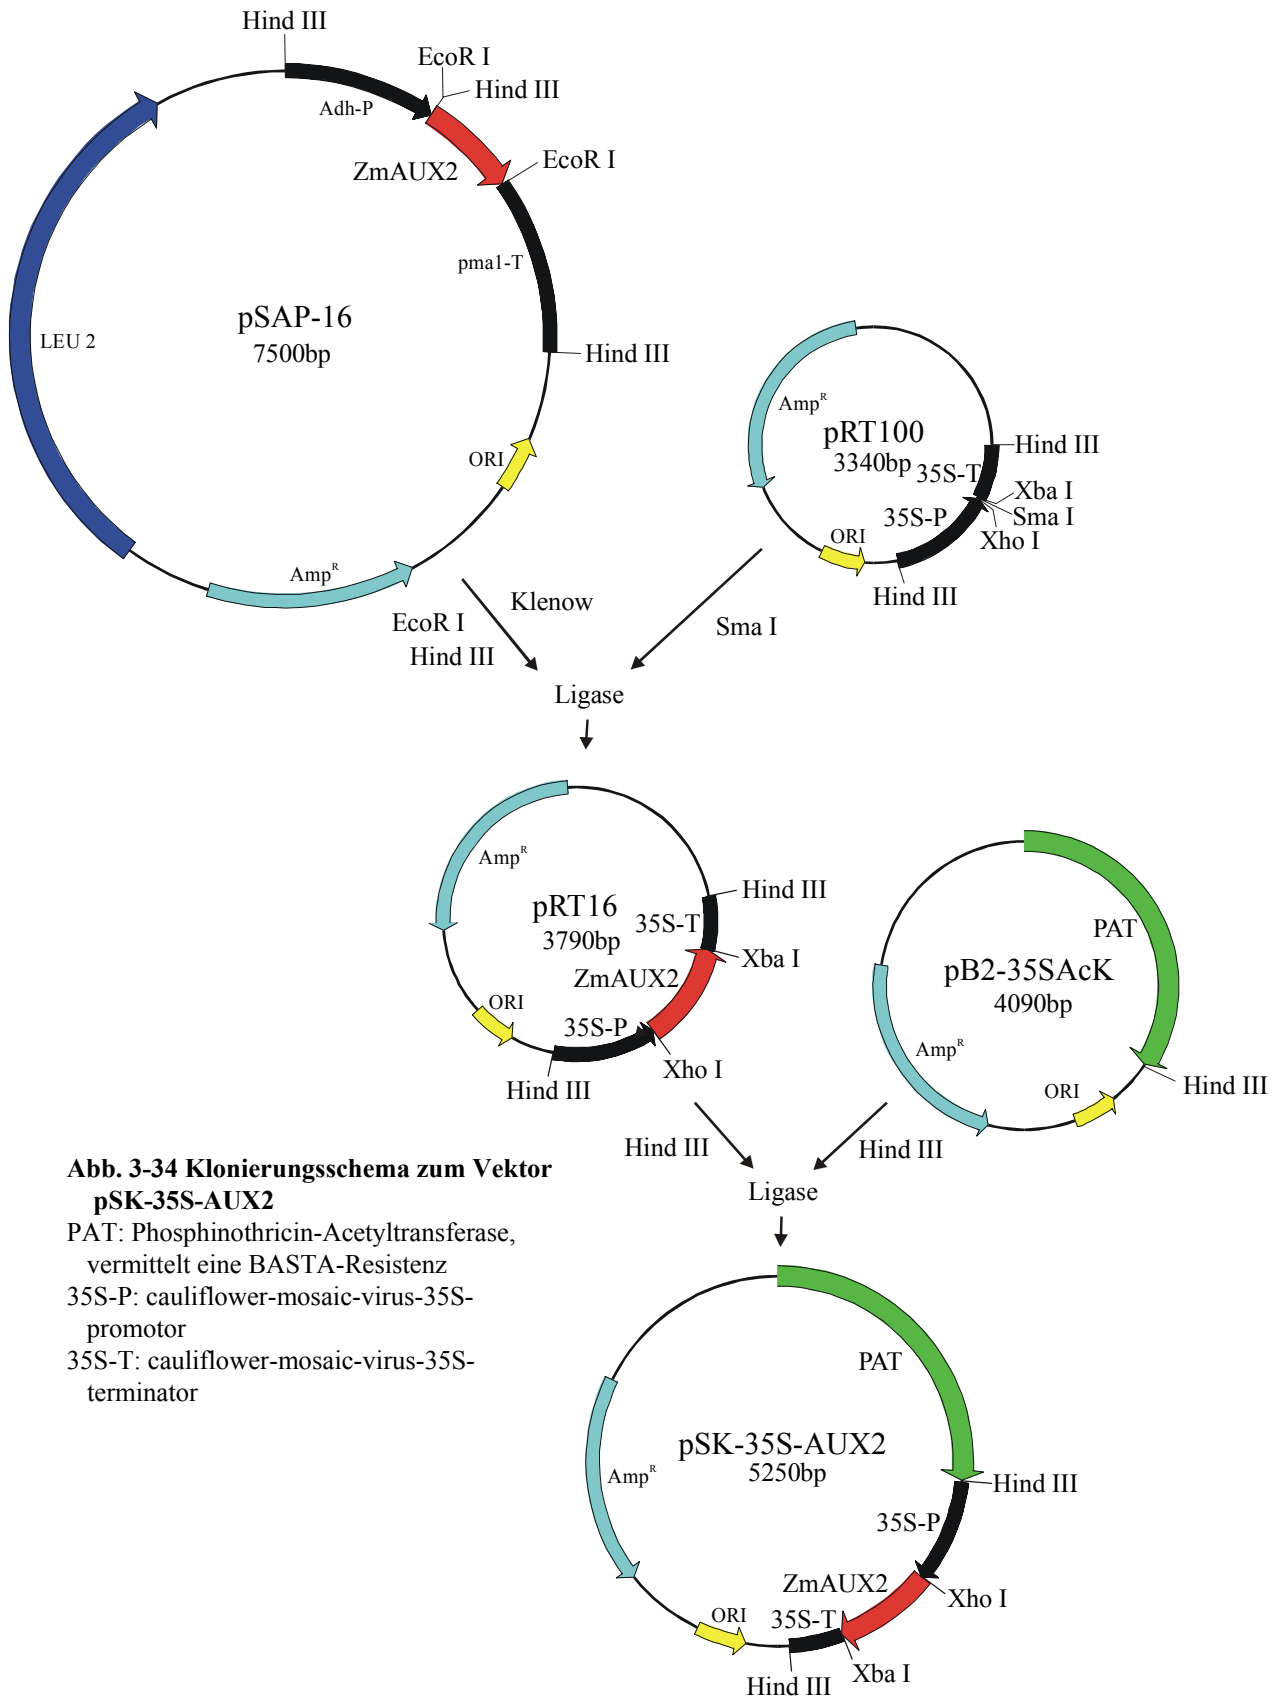 Hind III
EcoR I
Hind III
Adh-P
ZmAUX2
EcoR I
pma1-T
pSAP-16
7500bp
LEU 2
Hind III
ORI
Amp^R
EcoR I
Hind III
Klenow
Amp^R
pRT100
3340bp
35S-T
Hind III
Xba I
Sma I
Xho I
35S-P
ORI
Hind III
Sma I
Ligase
Amp^R
pRT16
3790bp
35S-T
Hind III
Xba I
ZmAUX2
ORI
35S-P
Xho I
Hind III
PAT
pB2-35SAcK
4090bp
Amp^R
ORI
Hind III
Hind III
Hind III
Ligase
Abb. 3-34 Klonierungsschema zum Vektor
pSK-35S-AUX2
PAT: Phosphinothricin-Acetyltransferase,
vermittelt eine BASTA-Resistenz
35S-P: cauliflower-mosaic-virus-35S-
promotor
35S-T: cauliflower-mosaic-virus-35S-
terminator
PAT
pSK-35S-AUX2
5250bp
Amp^R
Hind III
35S-P
ZmAUX2
Xho I
35S-T
ORI
Xba I
Hind III